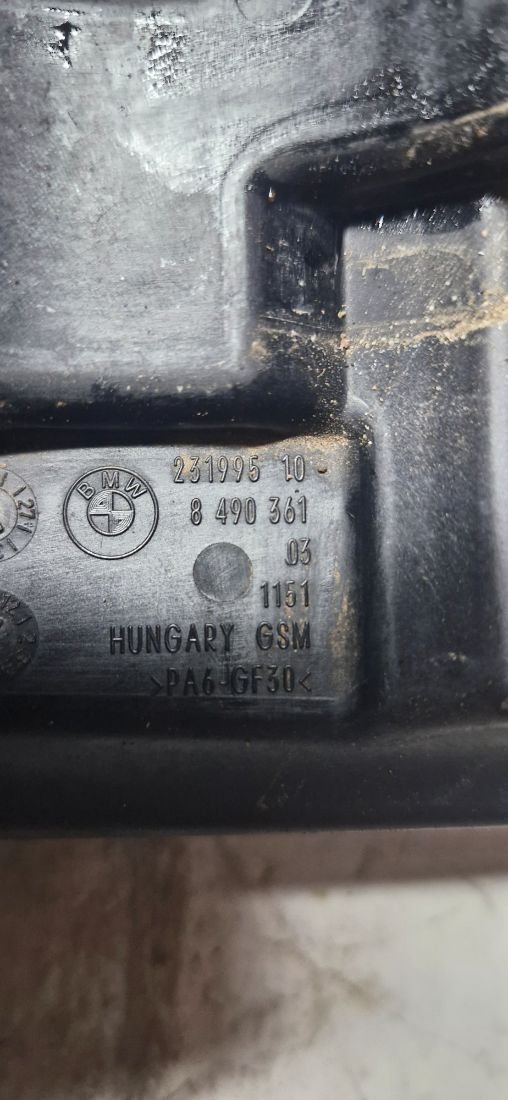 231995 10
BMW
8 490 361
03
1151
HUNGARY GSM
>PA6-GF30<